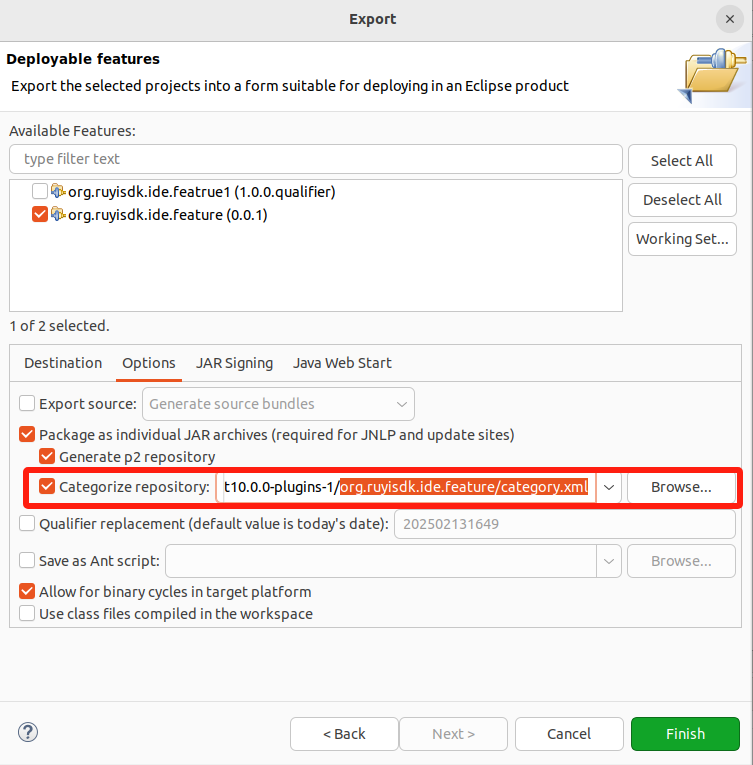 Export
Deployable features
Export the selected projects into a form suitable for deploying in an Eclipse product
Available Features:
type filter text
Select All
org.ruyisdk.ide.featrue1 (1.0.0.qualifier)
Deselect All
org.ruyisdk.ide.feature (0.0.1)
Working Set...
1 of 2 selected.
Destination Options JAR Signing Java Web Start
Export source: Generate source bundles
Package as individual JAR archives (required for JNLP and update sites)
Generate p2 repository
Categorize repository: t10.0.0-plugins-1/org.ruyisdk.ide.feature/category.xml Browse...
Qualifier replacement (default value is today's date): 202502131649
Save as Ant script: Browse...
Allow for binary cycles in target platform
Use class files compiled in the workspace
? < Back Next > Cancel Finish